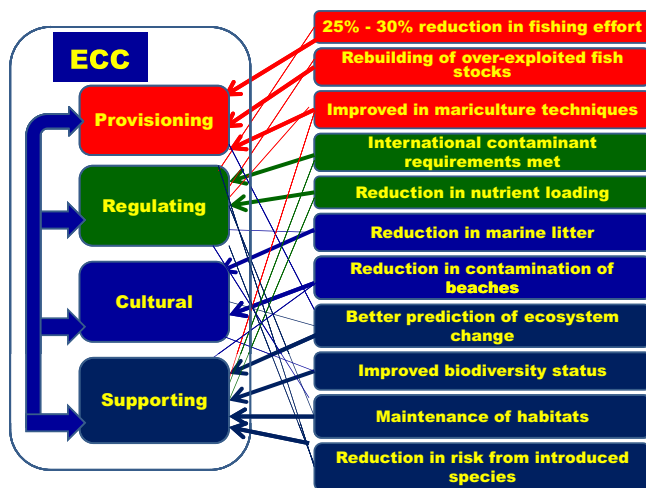 ECC
Provisioning
Regulating
Cultural
Supporting
25% - 30% reduction in fishing effort
Rebuilding of over-exploited fish
stocks
Improved in mariculture techniques
International contaminant
requirements met
Reduction in nutrient loading
Reduction in marine litter
Reduction in contamination of
beaches
Better prediction of ecosystem
change
Improved biodiversity status
Maintenance of habitats
Reduction in risk from introduced
species